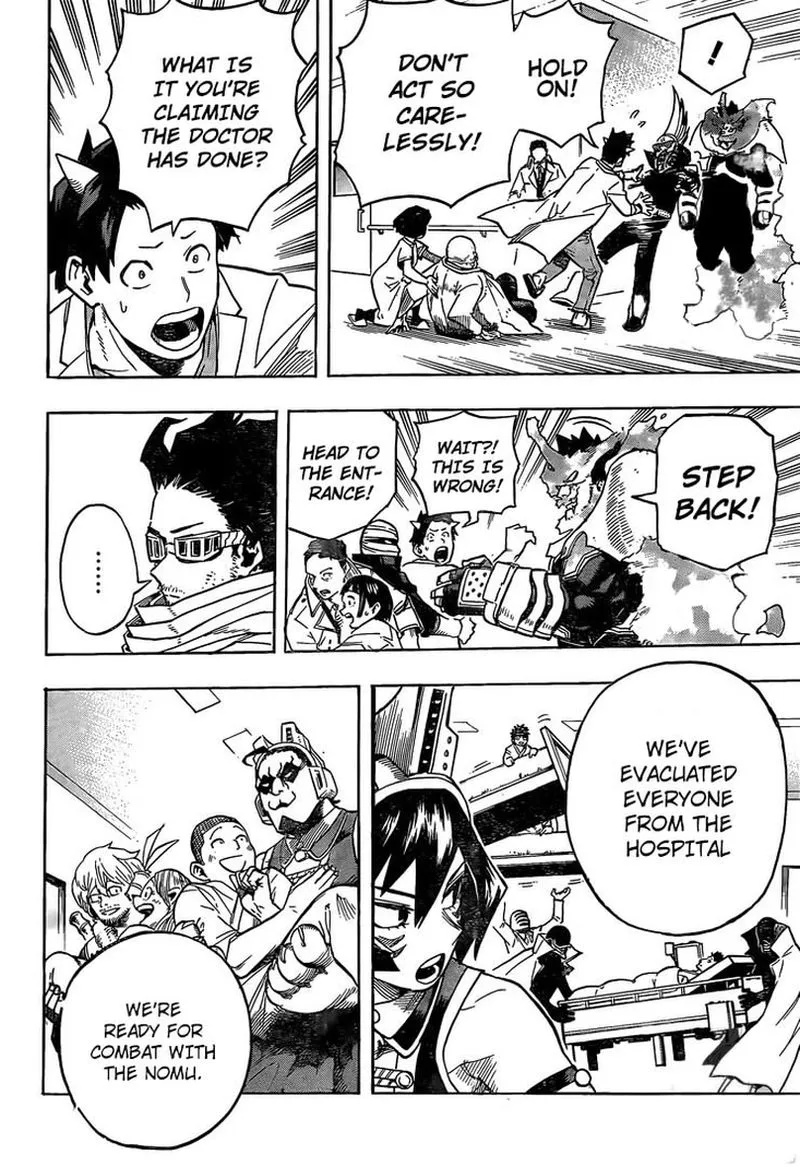 !
HOLD
ON!
DON'T
ACT SO
CARE-
LESSLY!
WHAT IS
IT YOU'RE
CLAIMING
THE DOCTOR
HAS DONE?
STEP
BACK!
WAIT?!
THIS IS
WRONG!
HEAD TO
THE ENT-
RANCE!
......
WE'VE
EVACUATED
EVERYONE
FROM THE
HOSPITAL
WE'RE
READY FOR
COMBAT WITH
THE NOMU.